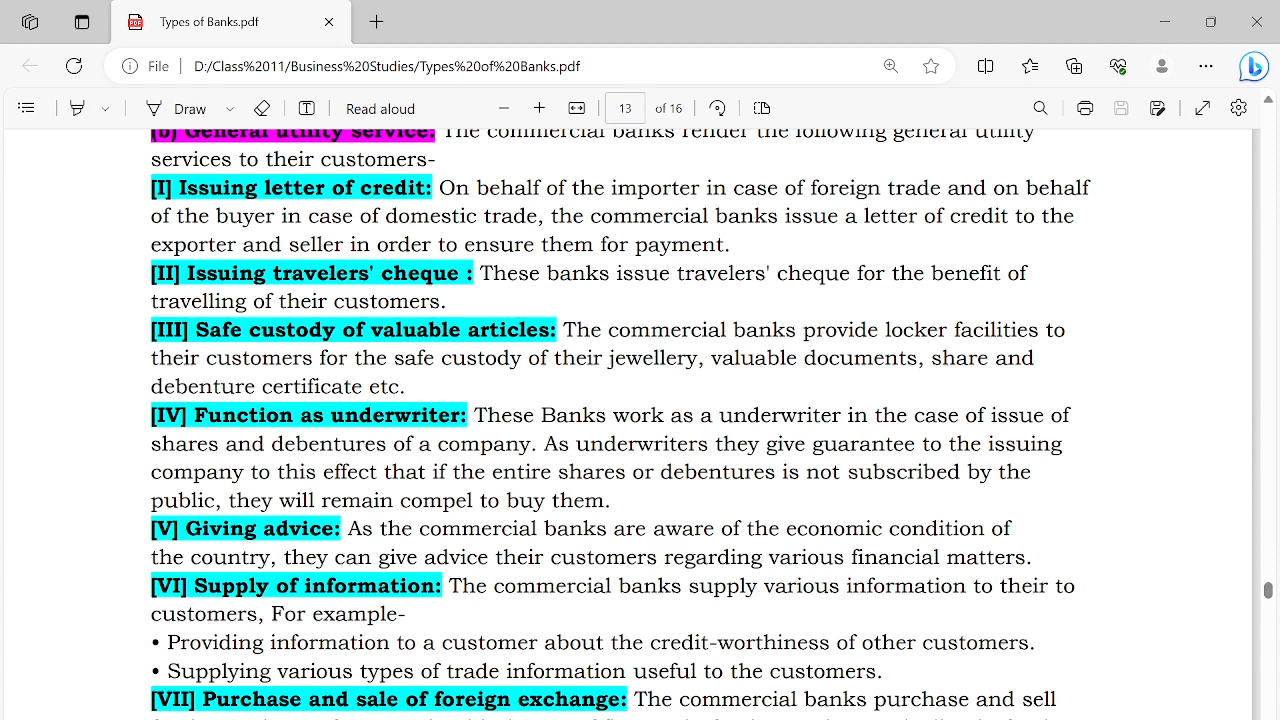 Types of Banks.pdf
File | D:/Class%2011/Business%20Studies/Types%20of%20Bank.pdf
Draw Read aloud 13 of 16
[b) General utility service: The commercial banks render the following general utility
services to their customers-
[I] Issuing letter of credit: On behalf of the importer in case of foreign trade and on behalf
of the buyer in case of domestic trade, the commercial banks issue a letter of credit to the
exporter and seller in order to ensure them for payment.
[II] Issuing travelers' cheque : These banks issue travelers' cheque for the benefit of
travelling of their customers.
[III] Safe custody of valuable articles: The commercial banks provide locker facilities to
their customers for the safe custody of their jewellery, valuable documents, share and
debenture certificate etc.
[IV] Function as underwriter: These Banks work as a underwriter in the case of issue of
shares and debentures of a company. As underwriters they give guarantee to the issuing
company to this effect that if the entire shares or debentures is not subscribed by the
public, they will remain compel to buy them.
[V] Giving advice: As the commercial banks are aware of the economic condition of
the country, they can give advice their customers regarding various financial matters.
[VI] Supply of information: The commercial banks supply various information to their to
customers, For example-
• Providing information to a customer about the credit-worthiness of other customers.
• Supplying various types of trade information useful to the customers.
[VII] Purchase and sale of foreign exchange: The commercial banks purchase and sell